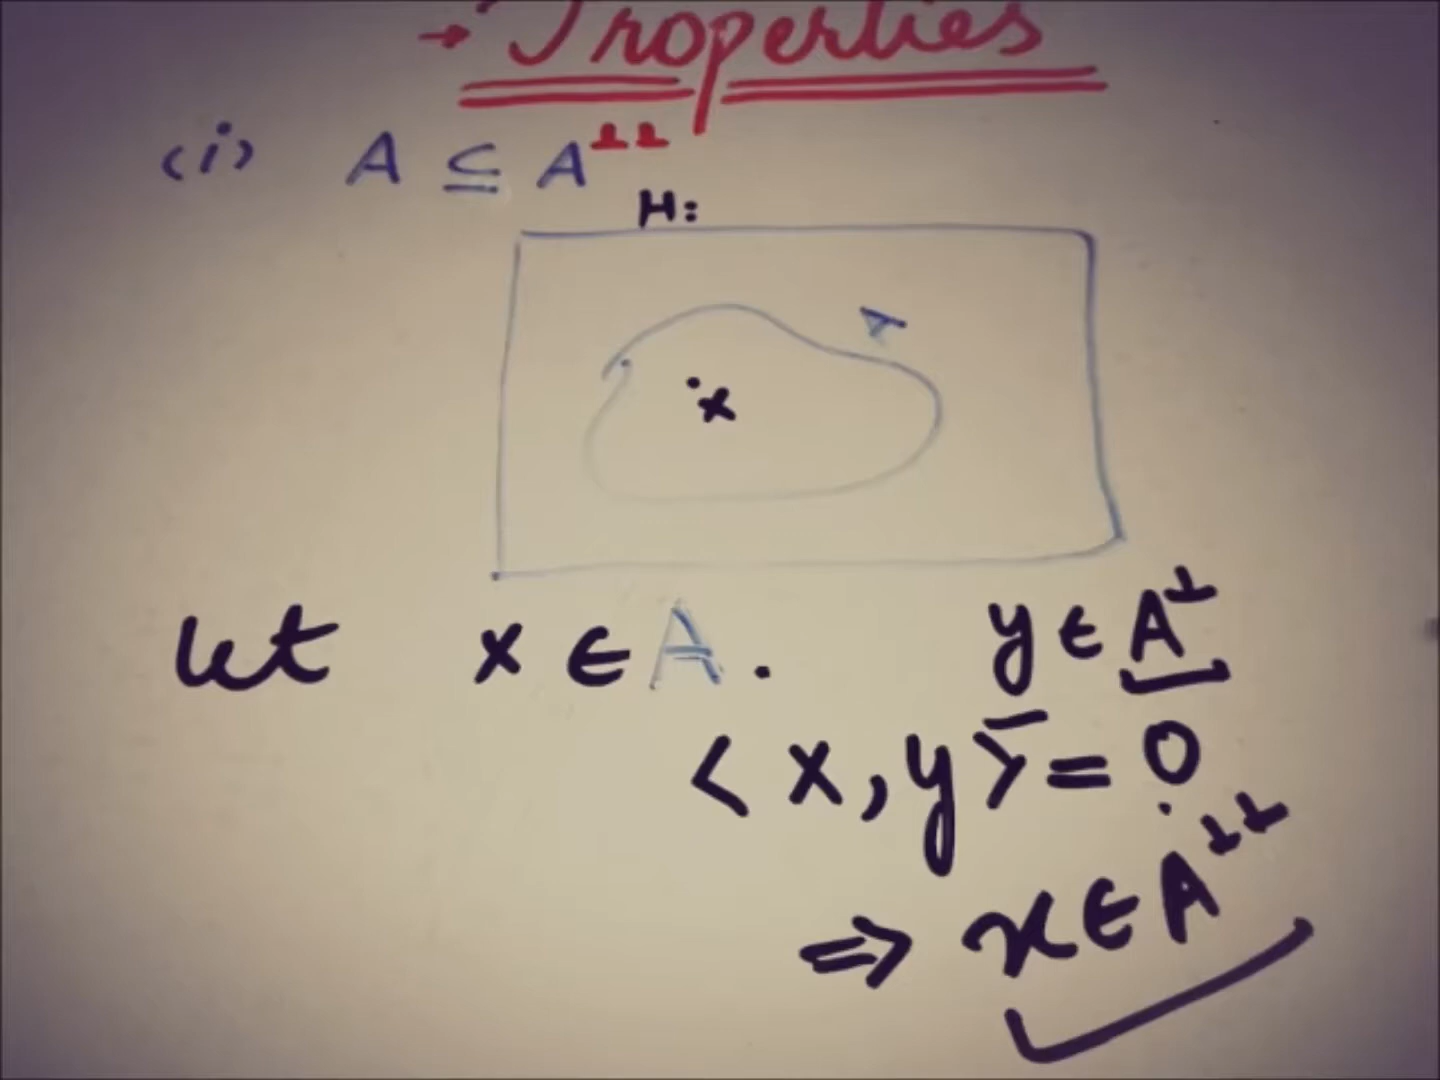 → Properties
(i) A ⊆ A⊥⊥
H:
A
x
let x ∈ A. y ∈ A⊥
<x, y> = 0
⇒ x ∈ A⊥⊥